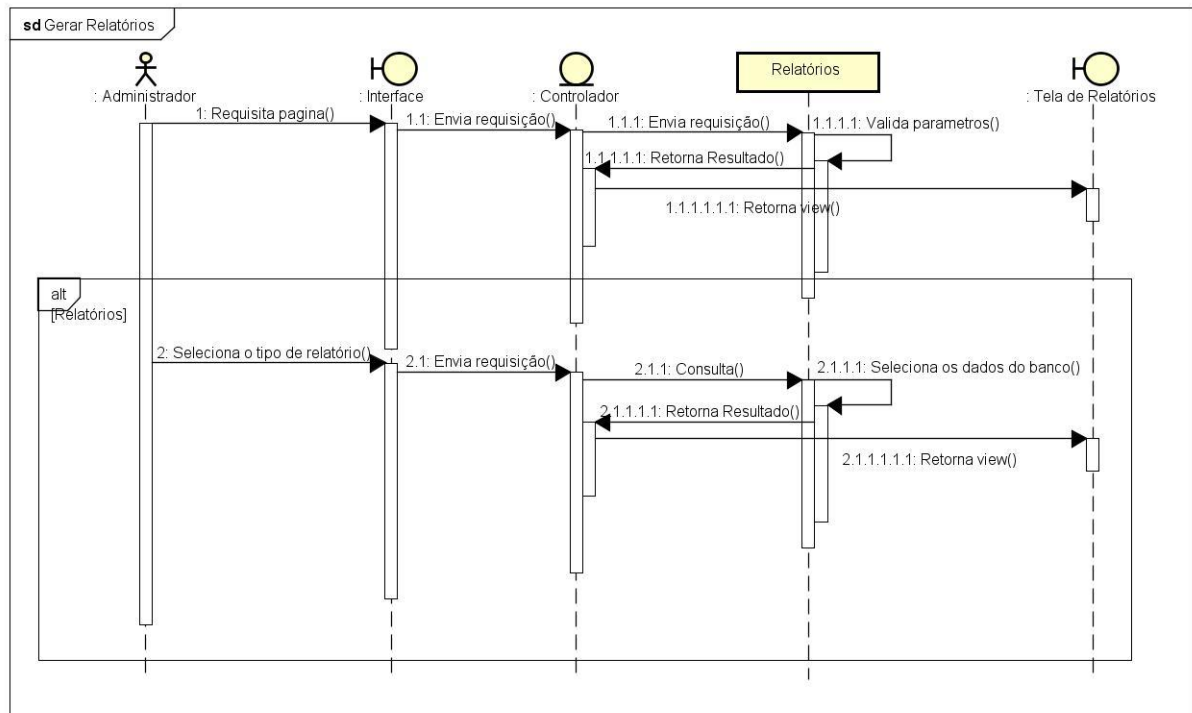 sd Gerar Relatórios
: Administrador
: Interface
: Controlador
Relatórios
: Tela de Relatórios
1: Requisita pagina()
1.1: Envia requisição()
1.1.1: Envia requisição()
1.1.1.1: Valida parametros()
1.1.1.1.1: Retorna Resultado()
1.1.1.1.1.1: Retorna view()
alt
[Relatórios]
2: Seleciona o tipo de relatório()
2.1: Envia requisição()
2.1.1: Consulta()
2.1.1.1: Seleciona os dados do banco()
2.1.1.1.1: Retorna Resultado()
2.1.1.1.1.1: Retorna view()